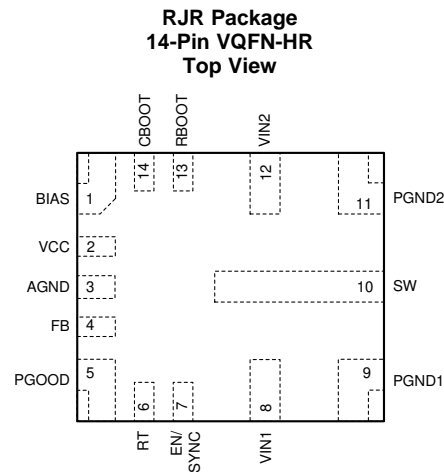 RJR Package
14-Pin VQFN-HR
Top View
CBOOT
RBOOT
VIN2
14
13
12
BIAS
1
11
PGND2
VCC
2
AGND
3
10
SW
FB
4
PGOOD
5
9
PGND1
6
7
8
RT
EN/
SYNC
VIN1